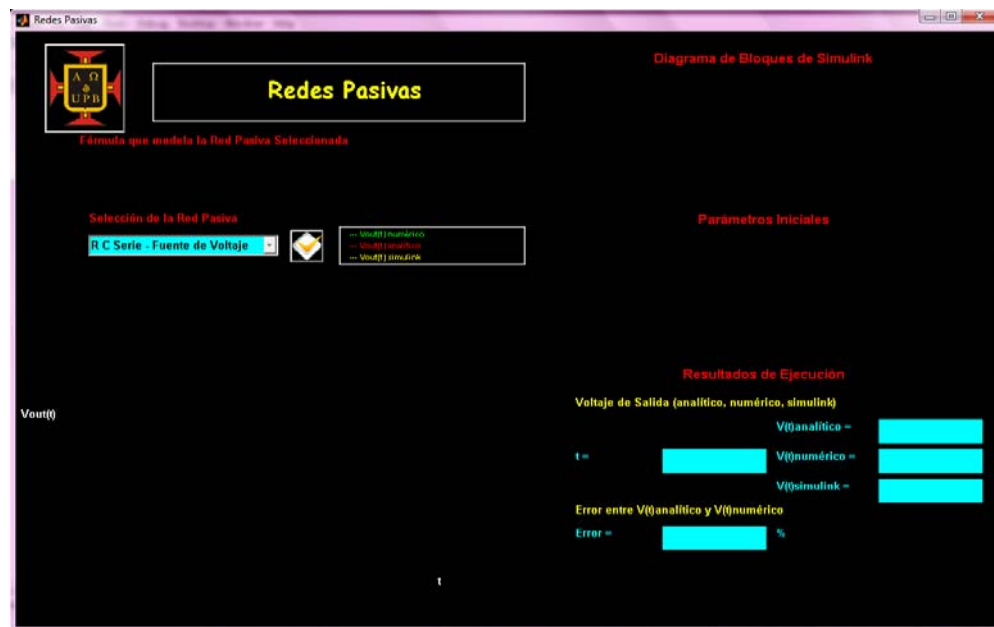 Redes Pasivas
Α Ω
UPB
Redes Pasivas
Fórmula que modela la Red Pasiva Seleccionada
Selección de la Red Pasiva
R C Serie - Fuente de Voltaje
--- Vout(t) numérico
--- Vout(t) analítico
--- Vout(t) simulink
Vout(t)
t
Diagrama de Bloques de Simulink
Parámetros Iniciales
Resultados de Ejecución
Voltaje de Salida (analítico, numérico, simulink)
V(t)analítico =
t =
V(t)numérico =
V(t)simulink =
Error entre V(t)analítico y V(t)numérico
Error =
%